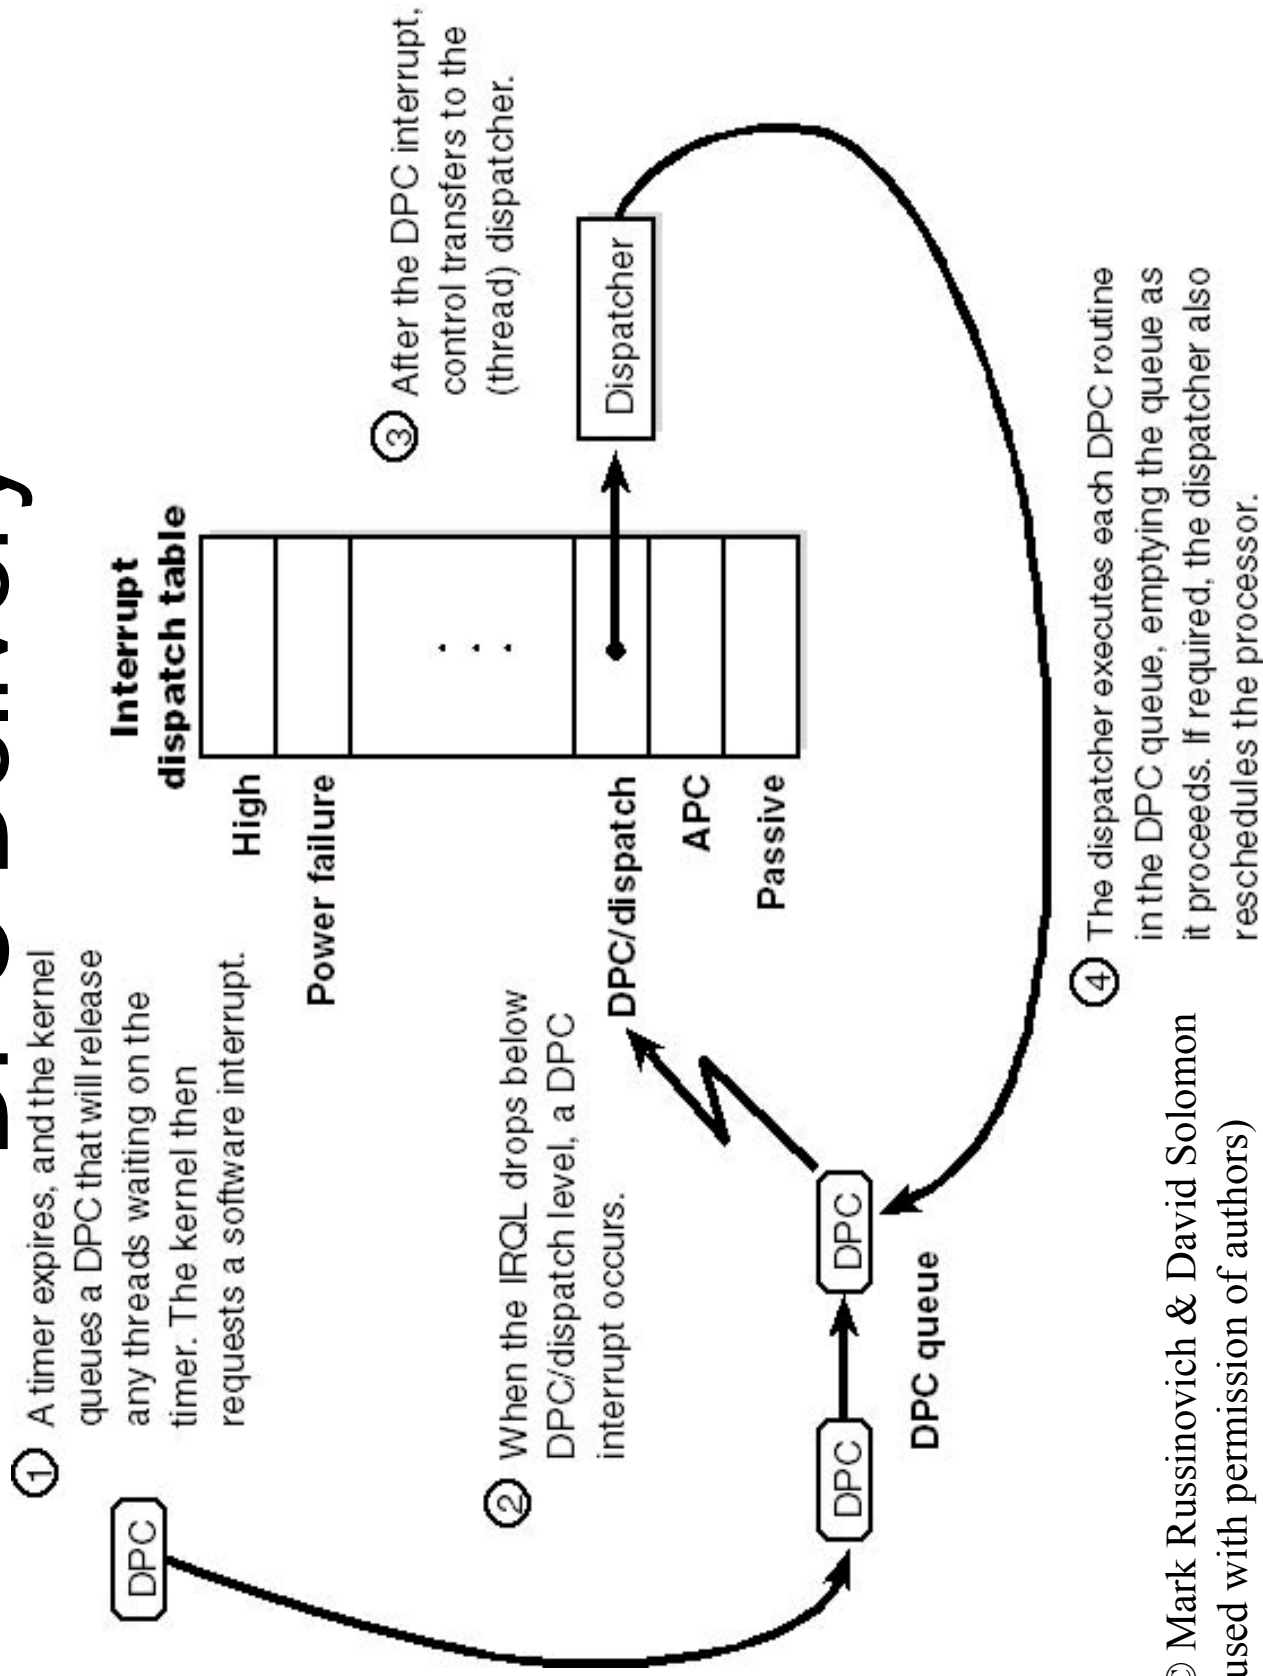 DPC Delivery
① A timer expires, and the kernel
queues a DPC that will release
any threads waiting on the
timer. The kernel then
requests a software interrupt.
DPC
Interrupt
dispatch table
High
Power failure
. . .
DPC/dispatch
APC
Passive
③ After the DPC interrupt,
control transfers to the
(thread) dispatcher.
Dispatcher
② When the IRQL drops below
DPC/dispatch level, a DPC
interrupt occurs.
DPC
DPC
DPC queue
④ The dispatcher executes each DPC routine
in the DPC queue, emptying the queue as
it proceeds. If required, the dispatcher also
reschedules the processor.
© Mark Russinovich & David Solomon
used with permission of authors)